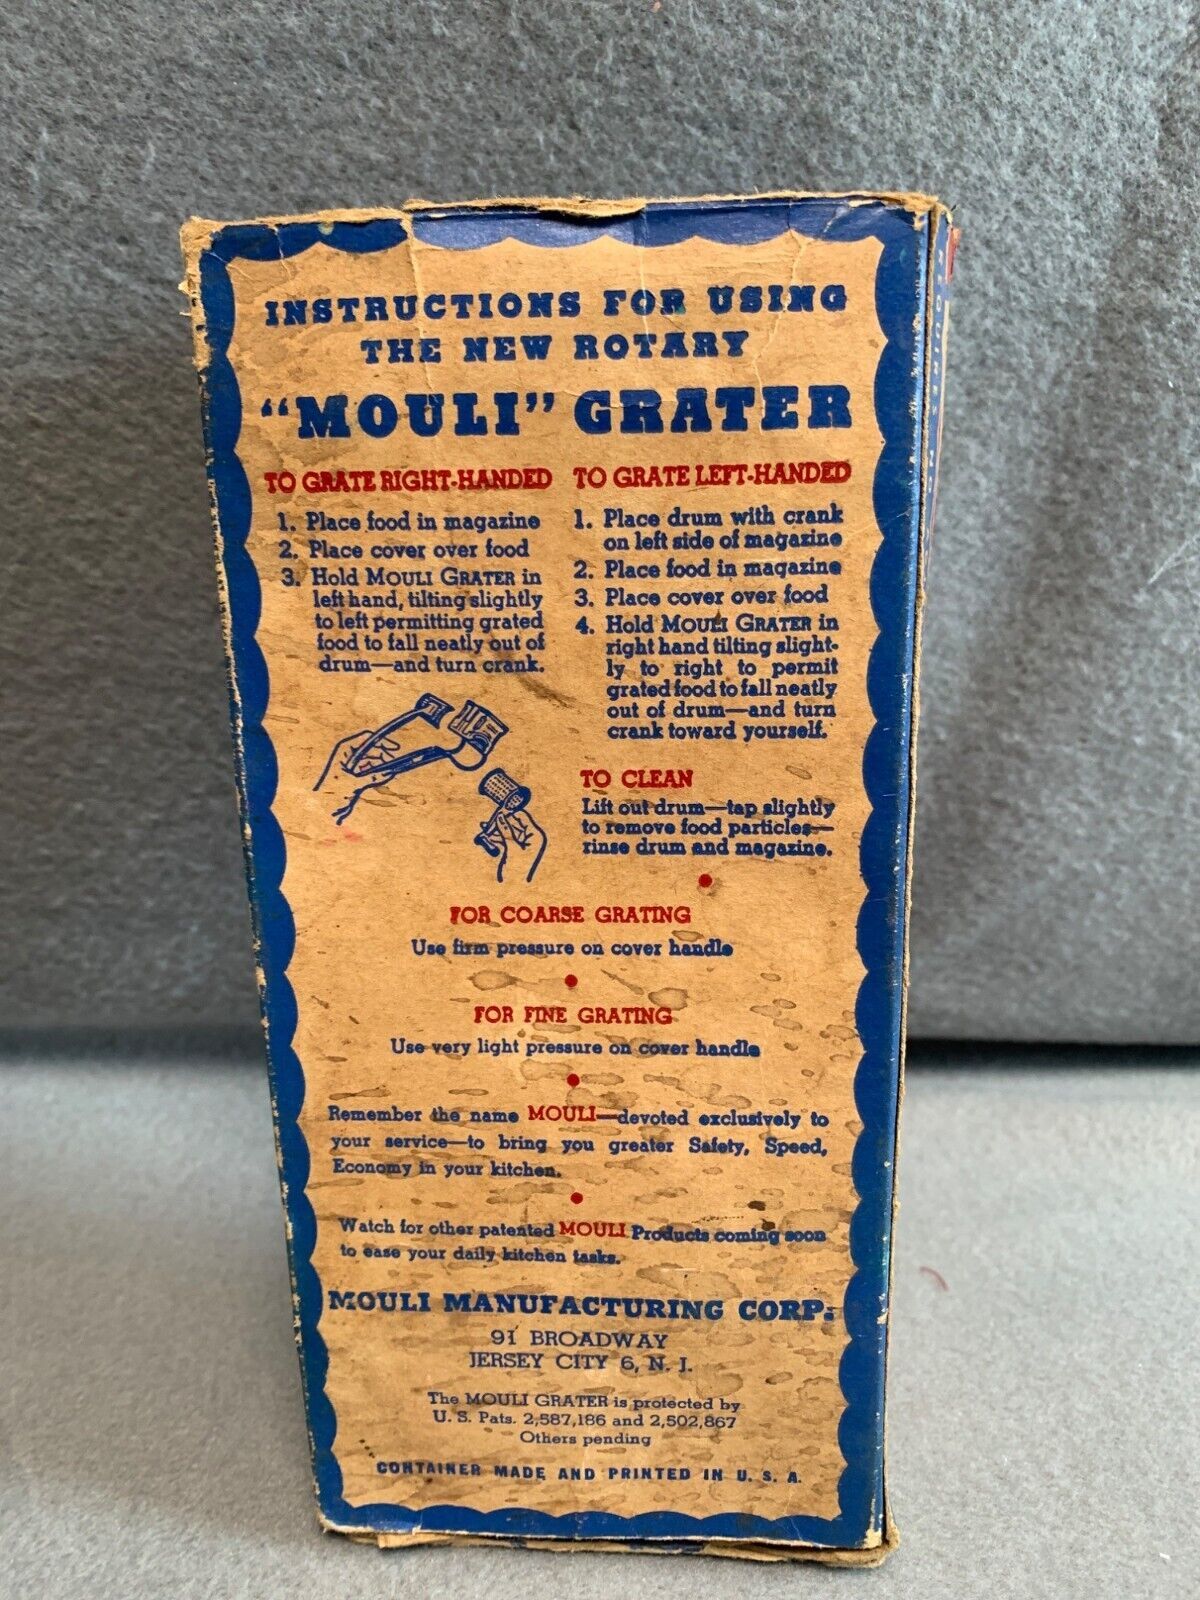 INSTRUCTIONS FOR USING
THE NEW ROTARY
"MOULI" GRATER
TO GRATE RIGHT-HANDED
1. Place food in magazine
2. Place cover over food
3. Hold MOULI GRATER in
left hand, tilting slightly
to left permitting grated
food to fall neatly out of
drum—and turn crank.
TO GRATE LEFT-HANDED
1. Place drum with crank
on left side of magazine
2. Place food in magazine
3. Place cover over food
4. Hold MOULI GRATER in
right hand tilting slight-
ly to right to permit
grated food to fall neatly
out of drum—and turn
crank toward yourself.
TO CLEAN
Lift out drum—tap slightly
to remove food particles—
rinse drum and magazine.
FOR COARSE GRATING
Use firm pressure on cover handle
FOR FINE GRATING
Use very light pressure on cover handle
Remember the name MOULI—devoted exclusively to
your service—to bring you greater Safety, Speed,
Economy in your kitchen.
Watch for other patented MOULI Products coming soon
to ease your daily kitchen tasks.
MOULI MANUFACTURING CORP.
91 BROADWAY
JERSEY CITY 6, N. J.
The MOULI GRATER is protected by
U. S. Pats. 2,587,186 and 2,502,867
Others pending
CONTAINER MADE AND PRINTED IN U. S. A.
REQUIRES NO